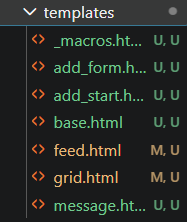 templates
_macros.ht... U, U
add_form.h... U, U
add_start.h... U, U
base.html U, U
feed.html M, U
grid.html M, U
message.ht... U, U